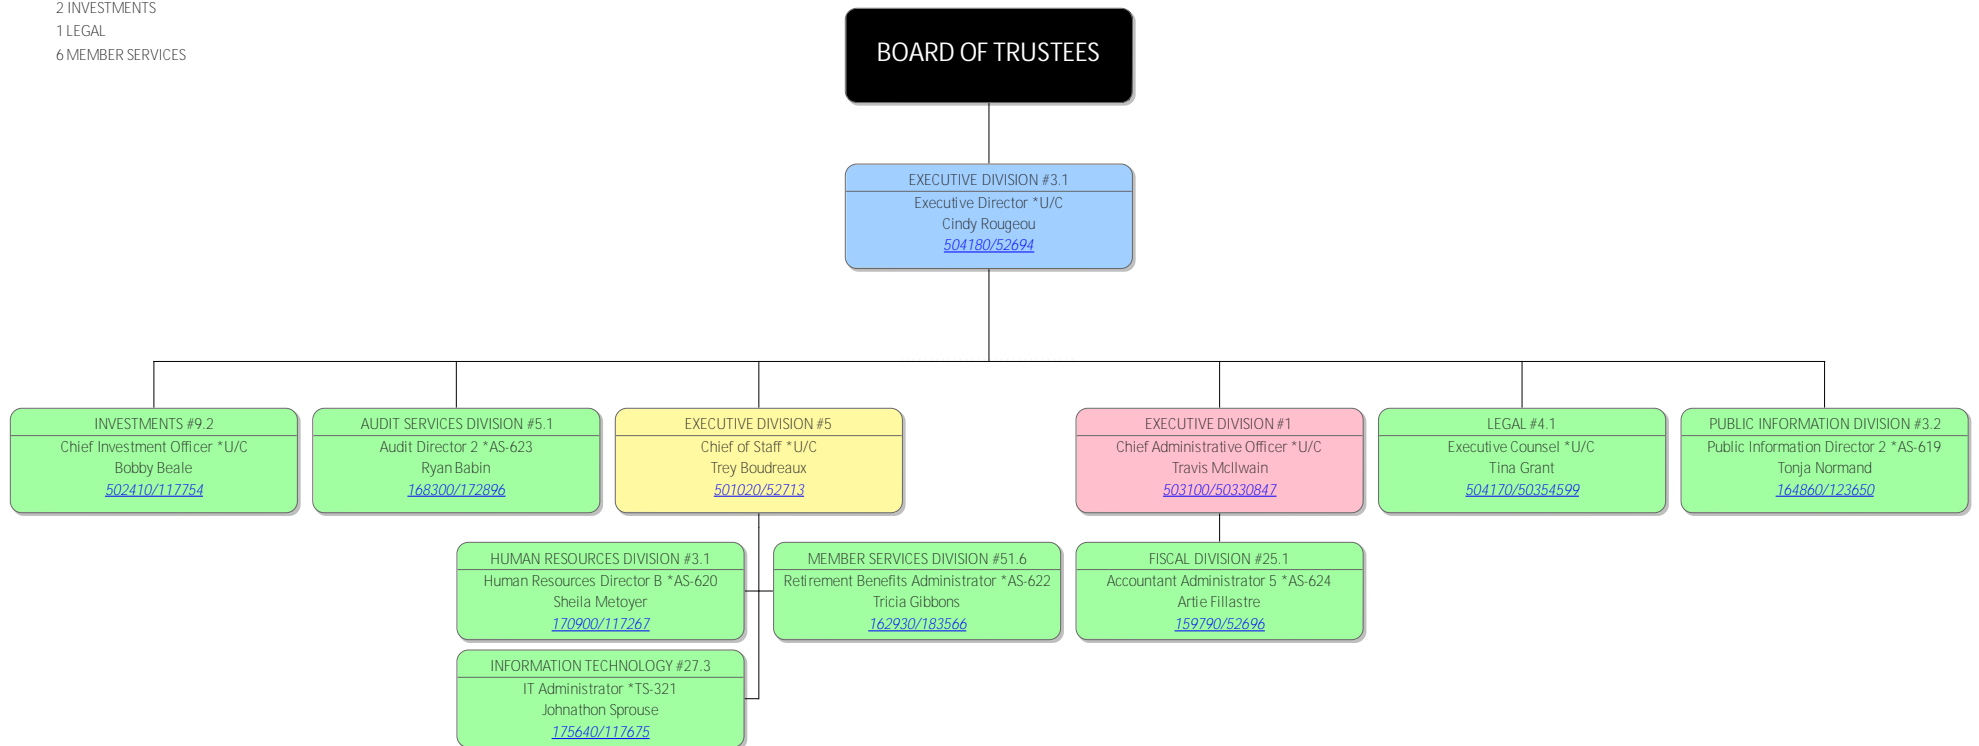 2 INVESTMENTS
1 LEGAL
6 MEMBER SERVICES
BOARD OF TRUSTEES
EXECUTIVE DIVISION #3.1
Executive Director *U/C
Cindy Rougeou
504180/52694
INVESTMENTS #9.2
Chief Investment Officer *U/C
Bobby Beale
502410/117754
AUDIT SERVICES DIVISION #5.1
Audit Director 2 *AS-623
Ryan Babin
168300/172896
EXECUTIVE DIVISION #5
Chief of Staff *U/C
Trey Boudreaux
501020/52713
EXECUTIVE DIVISION #1
Chief Administrative Officer *U/C
Travis McIlwain
503100/50330847
LEGAL #4.1
Executive Counsel *U/C
Tina Grant
504170/50354599
PUBLIC INFORMATION DIVISION #3.2
Public Information Director 2 *AS-619
Tonja Normand
164860/123650
HUMAN RESOURCES DIVISION #3.1
Human Resources Director B *AS-620
Sheila Metoyer
170900/117267
MEMBER SERVICES DIVISION #51.6
Retirement Benefits Administrator *AS-622
Tricia Gibbons
162930/183566
FISCAL DIVISION #25.1
Accountant Administrator 5 *AS-624
Artie Fillastre
159790/52696
INFORMATION TECHNOLOGY #27.3
IT Administrator *TS-321
Johnathon Sprouse
175640/117675